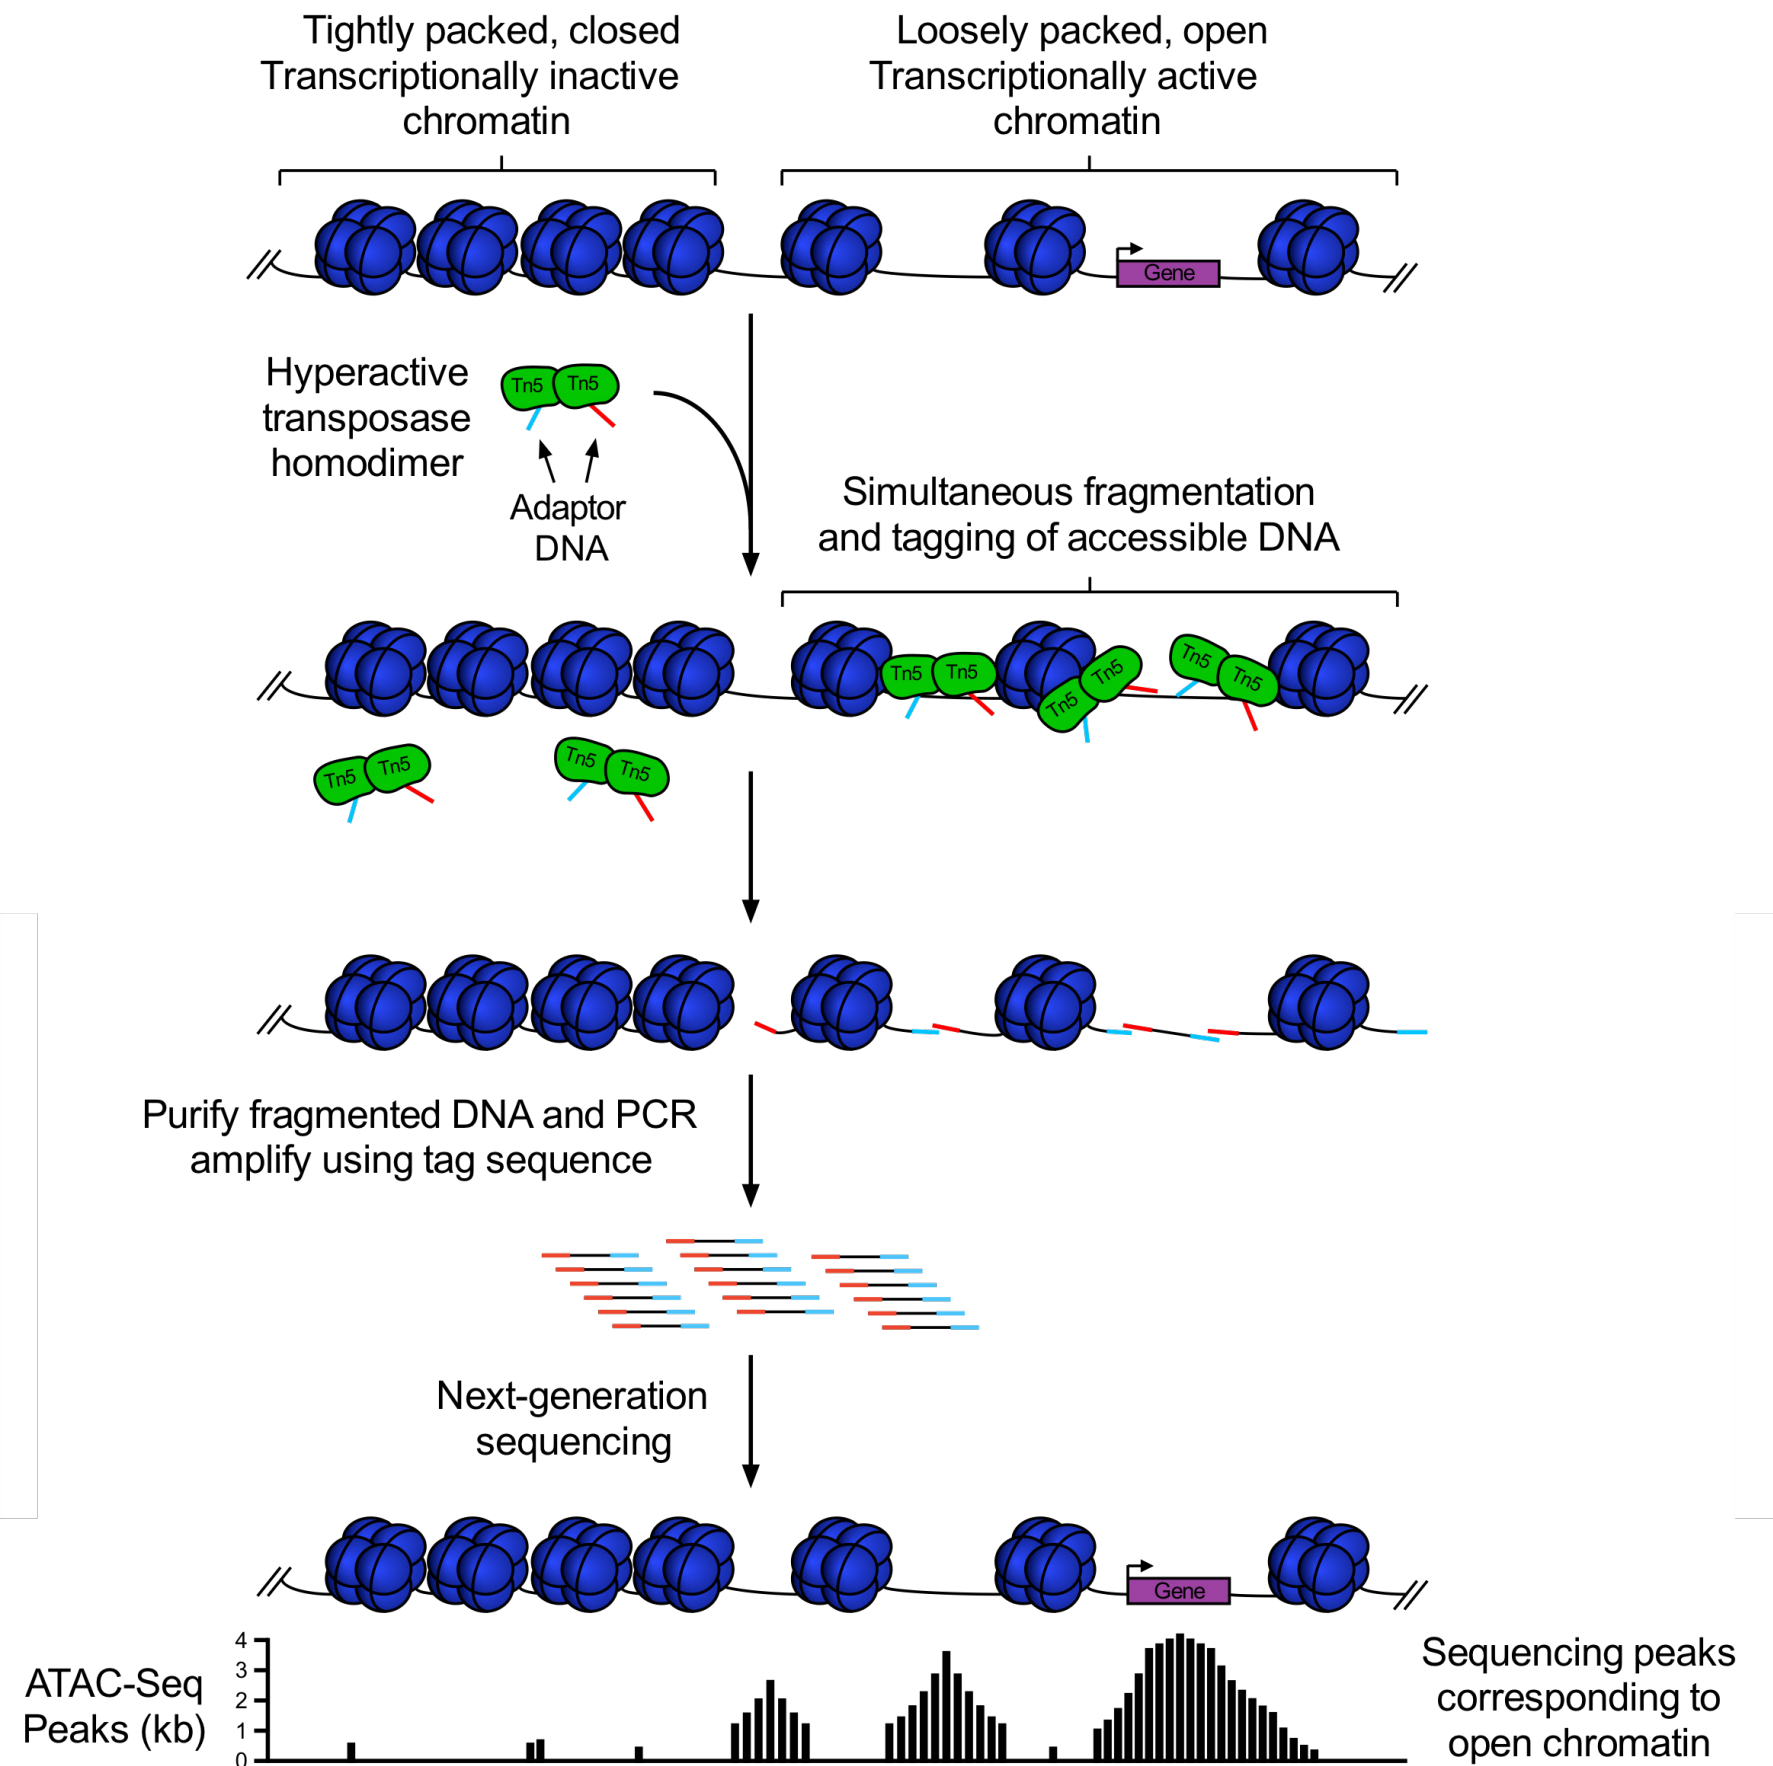 Tightly packed, closed
Transcriptionally inactive
chromatin
Loosely packed, open
Transcriptionally active
chromatin
Gene
Hyperactive
transposase
homodimer
Tn5 Tn5
Adaptor
DNA
Simultaneous fragmentation
and tagging of accessible DNA
Tn5 Tn5
Tn5 Tn5
Tn5 Tn5
Tn5 Tn5
Tn5 Tn5
Purify fragmented DNA and PCR
amplify using tag sequence
Next-generation
sequencing
Gene
ATAC-Seq
Peaks (kb)
4
3
2
1
0
Sequencing peaks
corresponding to
open chromatin